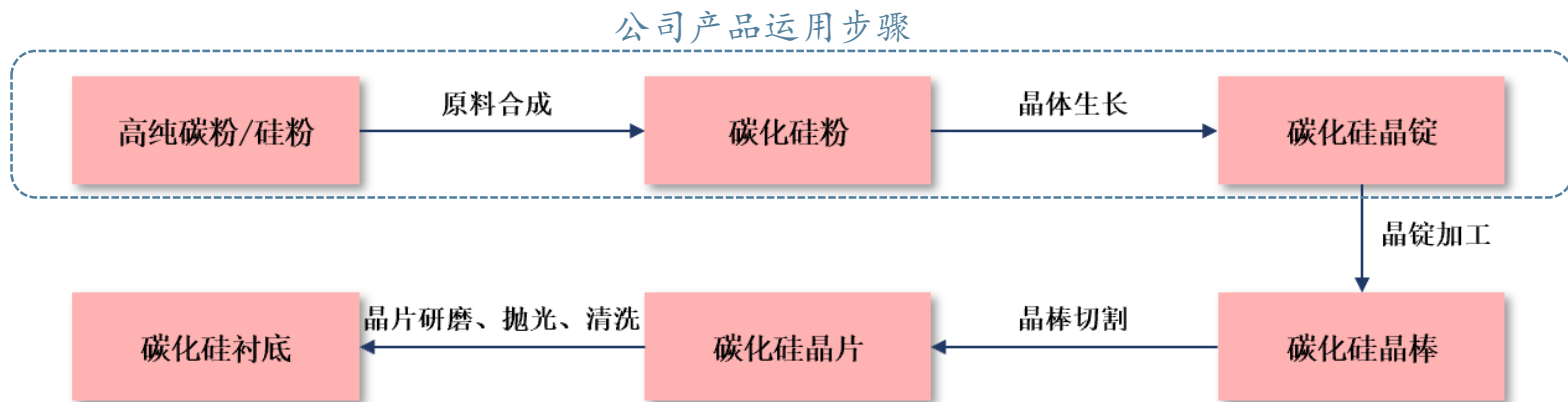 公司产品运用步骤
高纯碳粉/硅粉
原料合成
碳化硅粉
晶体生长
碳化硅晶锭
晶锭加工
碳化硅晶棒
晶棒切割
碳化硅晶片
晶片研磨、抛光、清洗
碳化硅衬底